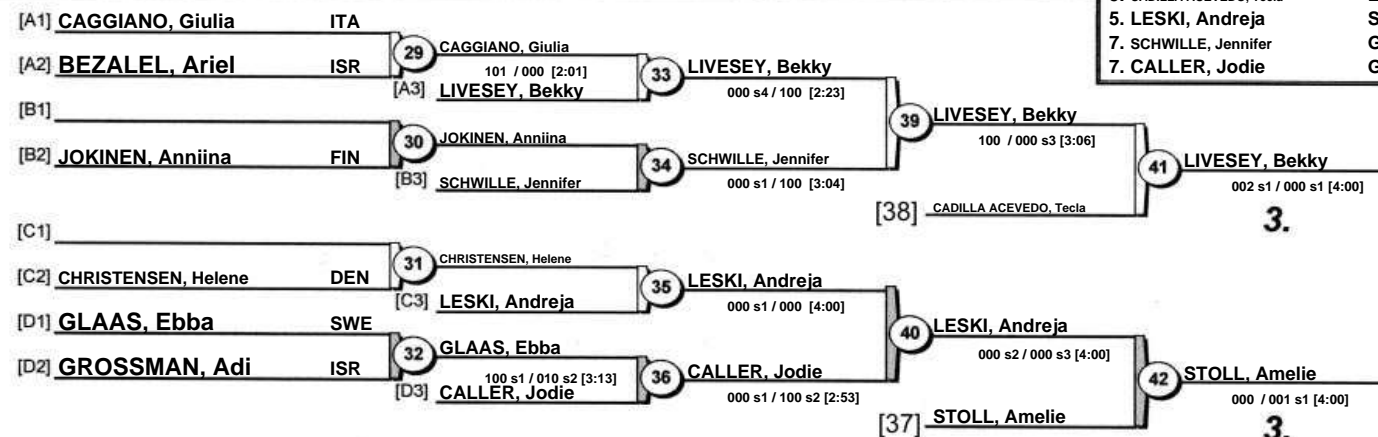 5. LESKI, Andreja S
7. SCHWILLE, Jennifer G
7. CALLER, Jodie G
[A1] CAGGIANO, Giulia ITA
29 CAGGIANO, Giulia
101 / 000 [2:01]
[A2] BEZALEL, Ariel ISR
[A3] LIVESEY, Bekky
33 LIVESEY, Bekky
000 s4 / 100 [2:23]
[B1]
30 JOKINEN, Anniina
[B2] JOKINEN, Anniina FIN
[B3] SCHWILLE, Jennifer
34 SCHWILLE, Jennifer
000 s1 / 100 [3:04]
39 LIVESEY, Bekky
100 / 000 s3 [3:06]
[38] CADILLA ACEVEDO, Tecla
41 LIVESEY, Bekky
002 s1 / 000 s1 [4:00]
3.
[C1]
31 CHRISTENSEN, Helene
[C2] CHRISTENSEN, Helene DEN
[C3] LESKI, Andreja
35 LESKI, Andreja
000 s1 / 000 [4:00]
[D1] GLAAS, Ebba SWE
32 GLAAS, Ebba
100 s1 / 010 s2 [3:13]
[D2] GROSSMAN, Adi ISR
[D3] CALLER, Jodie
36 CALLER, Jodie
000 s1 / 100 s2 [2:53]
40 LESKI, Andreja
000 s2 / 000 s3 [4:00]
[37] STOLL, Amelie
42 STOLL, Amelie
000 / 001 s1 [4:00]
3.